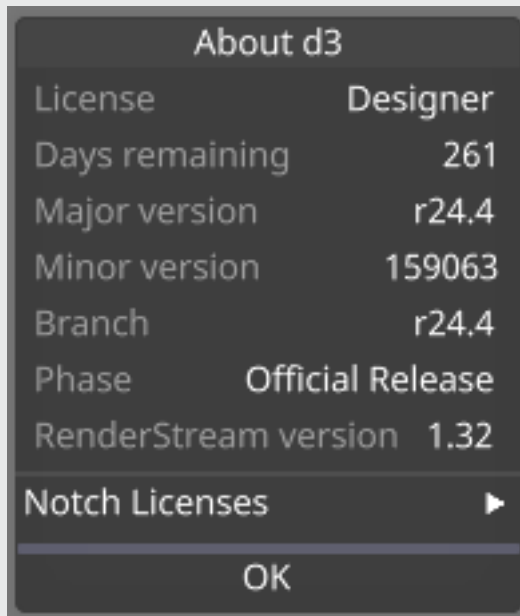 About d3
License Designer
Days remaining 261
Major version r24.4
Minor version 159063
Branch r24.4
Phase Official Release
RenderStream version 1.32
Notch Licenses
OK